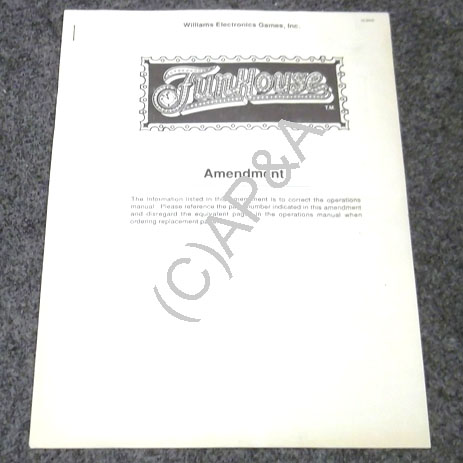 Williams Electronics Games, Inc.
FunHouse
T.M.
Amendment
The information listed in this amendment is to correct the operations
manual. Please reference the page number indicated in this amendment
and disregard the equivalent pages in the operations manual when
ordering replacement
(C)AP&A